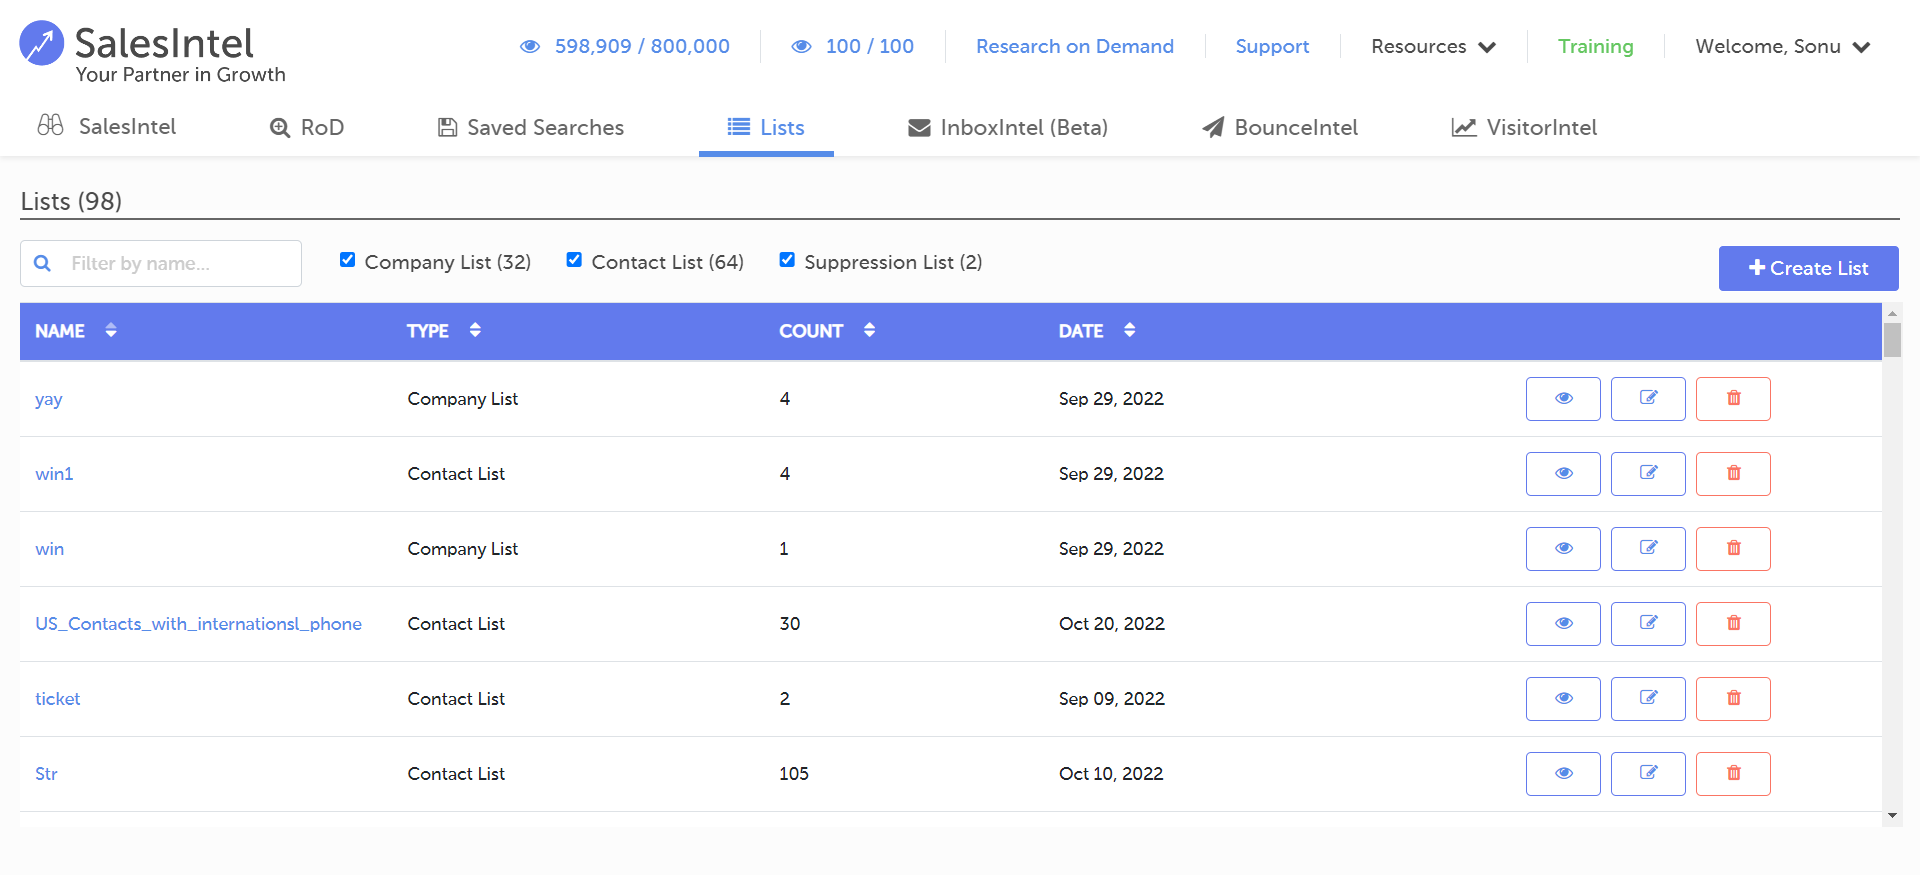 SalesIntel
Your Partner in Growth
598,909 / 800,000
100 / 100
Research on Demand
Support
Resources
Training
Welcome, Sonu
SalesIntel
RoD
Saved Searches
Lists
InboxIntel (Beta)
BounceIntel
VisitorIntel
Lists (98)
Filter by name...
Company List (32)
Contact List (64)
Suppression List (2)
Create List
NAME TYPE COUNT DATE
yay Company List 4 Sep 29, 2022
win1 Contact List 4 Sep 29, 2022
win Company List 1 Sep 29, 2022
US_Contacts_with_internationsl_phone Contact List 30 Oct 20, 2022
ticket Contact List 2 Sep 09, 2022
Str Contact List 105 Oct 10, 2022